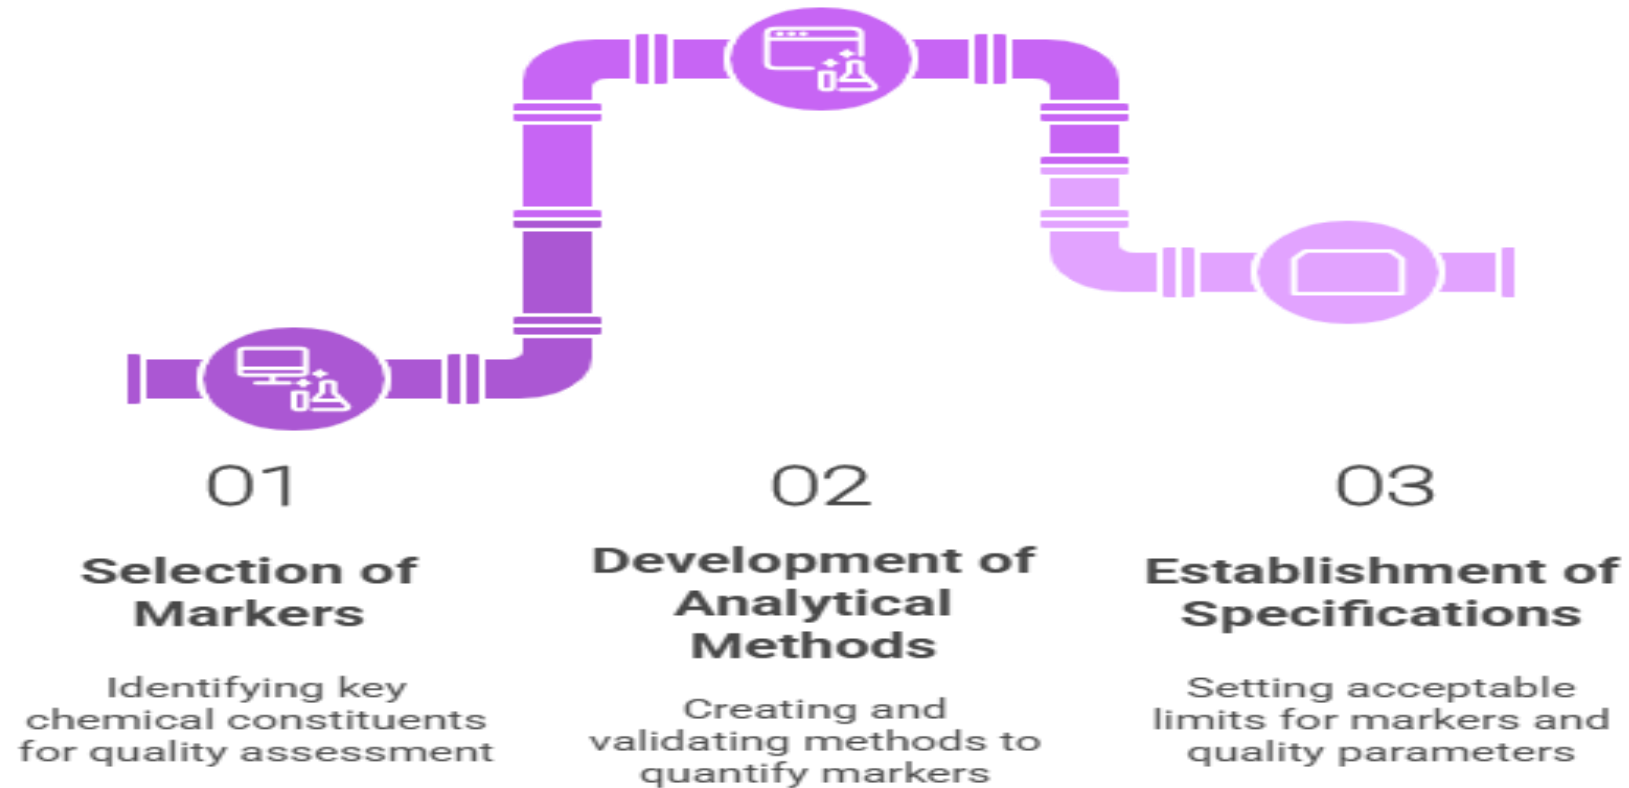 01
Selection of
Markers
Identifying key
chemical constituents
for quality assessment
02
Development of
Analytical
Methods
Creating and
validating methods to
quantify markers
03
Establishment of
Specifications
Setting acceptable
limits for markers and
quality parameters